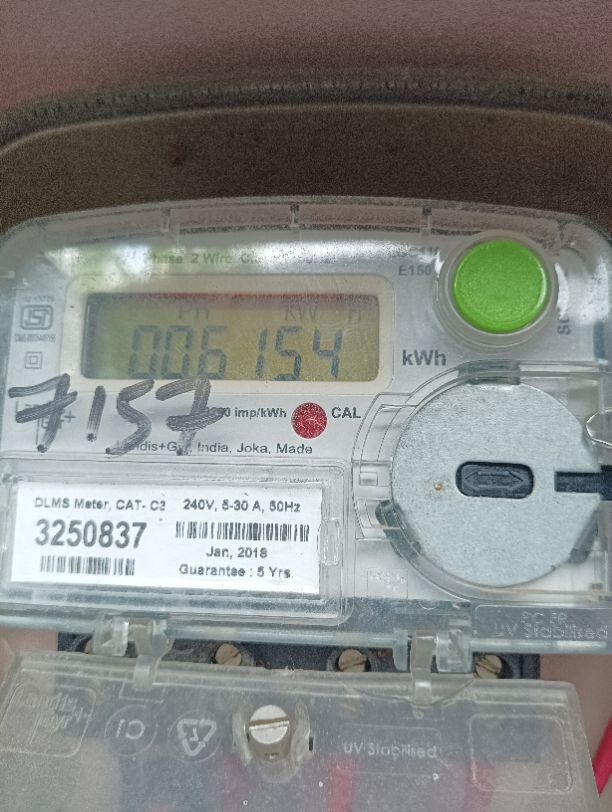 Phase 2 Wire
E150
kWh
006154
kWh
7157
imp/kWh CAL
India, Joka, Made
DLMS Meter, CAT- C2 240V, 5-30 A, 50Hz
3250837
Jan, 2018
Guarantee : 5 Yrs.
UV Stabilised
UV Stabilised